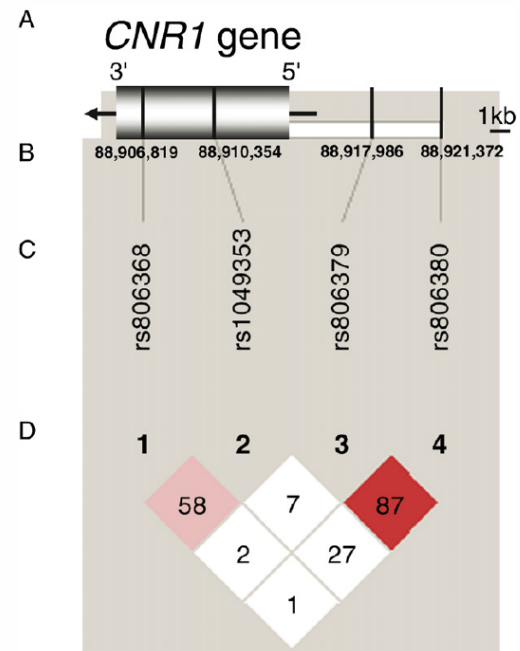 A
CNR1 gene
3' 5'
1kb
B
88,906,819 88,910,354 88,917,986 88,921,372
C
rs806368
rs1049353
rs806379
rs806380
D
1 2 3 4
58 7 87
2 27
1